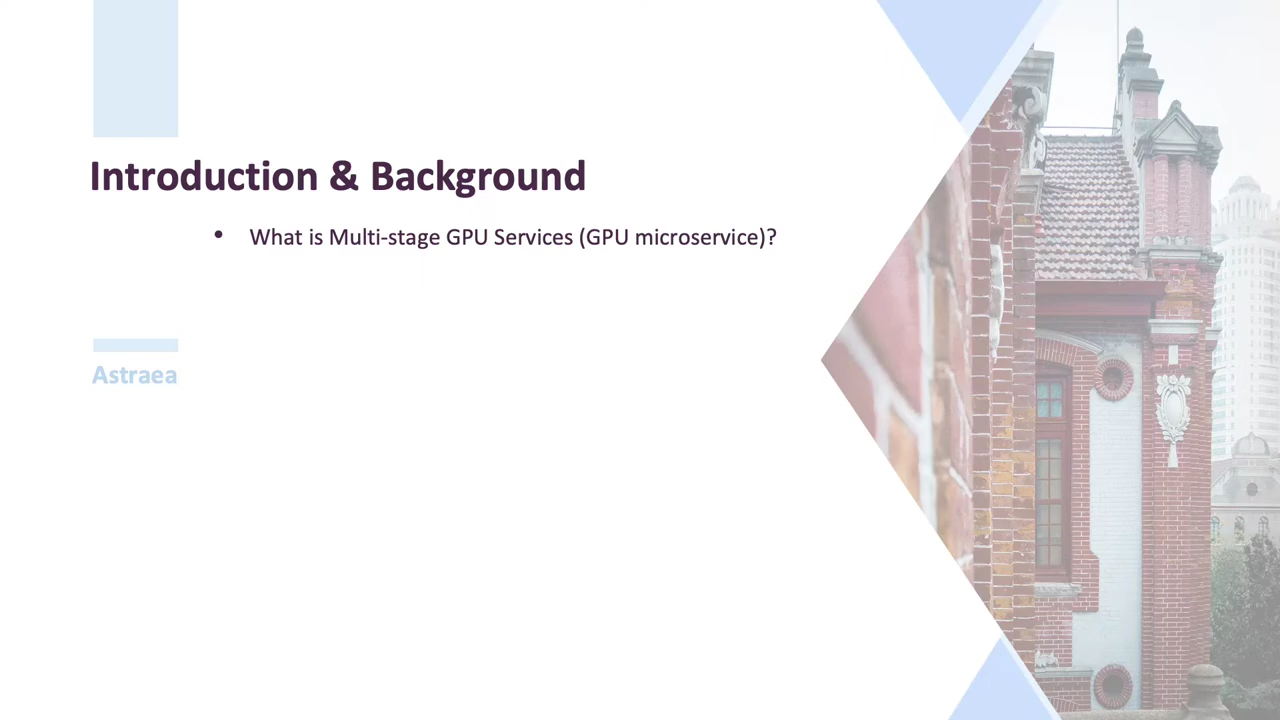 Introduction & Background
• What is Multi-stage GPU Services (GPU microservice)?
Astraea